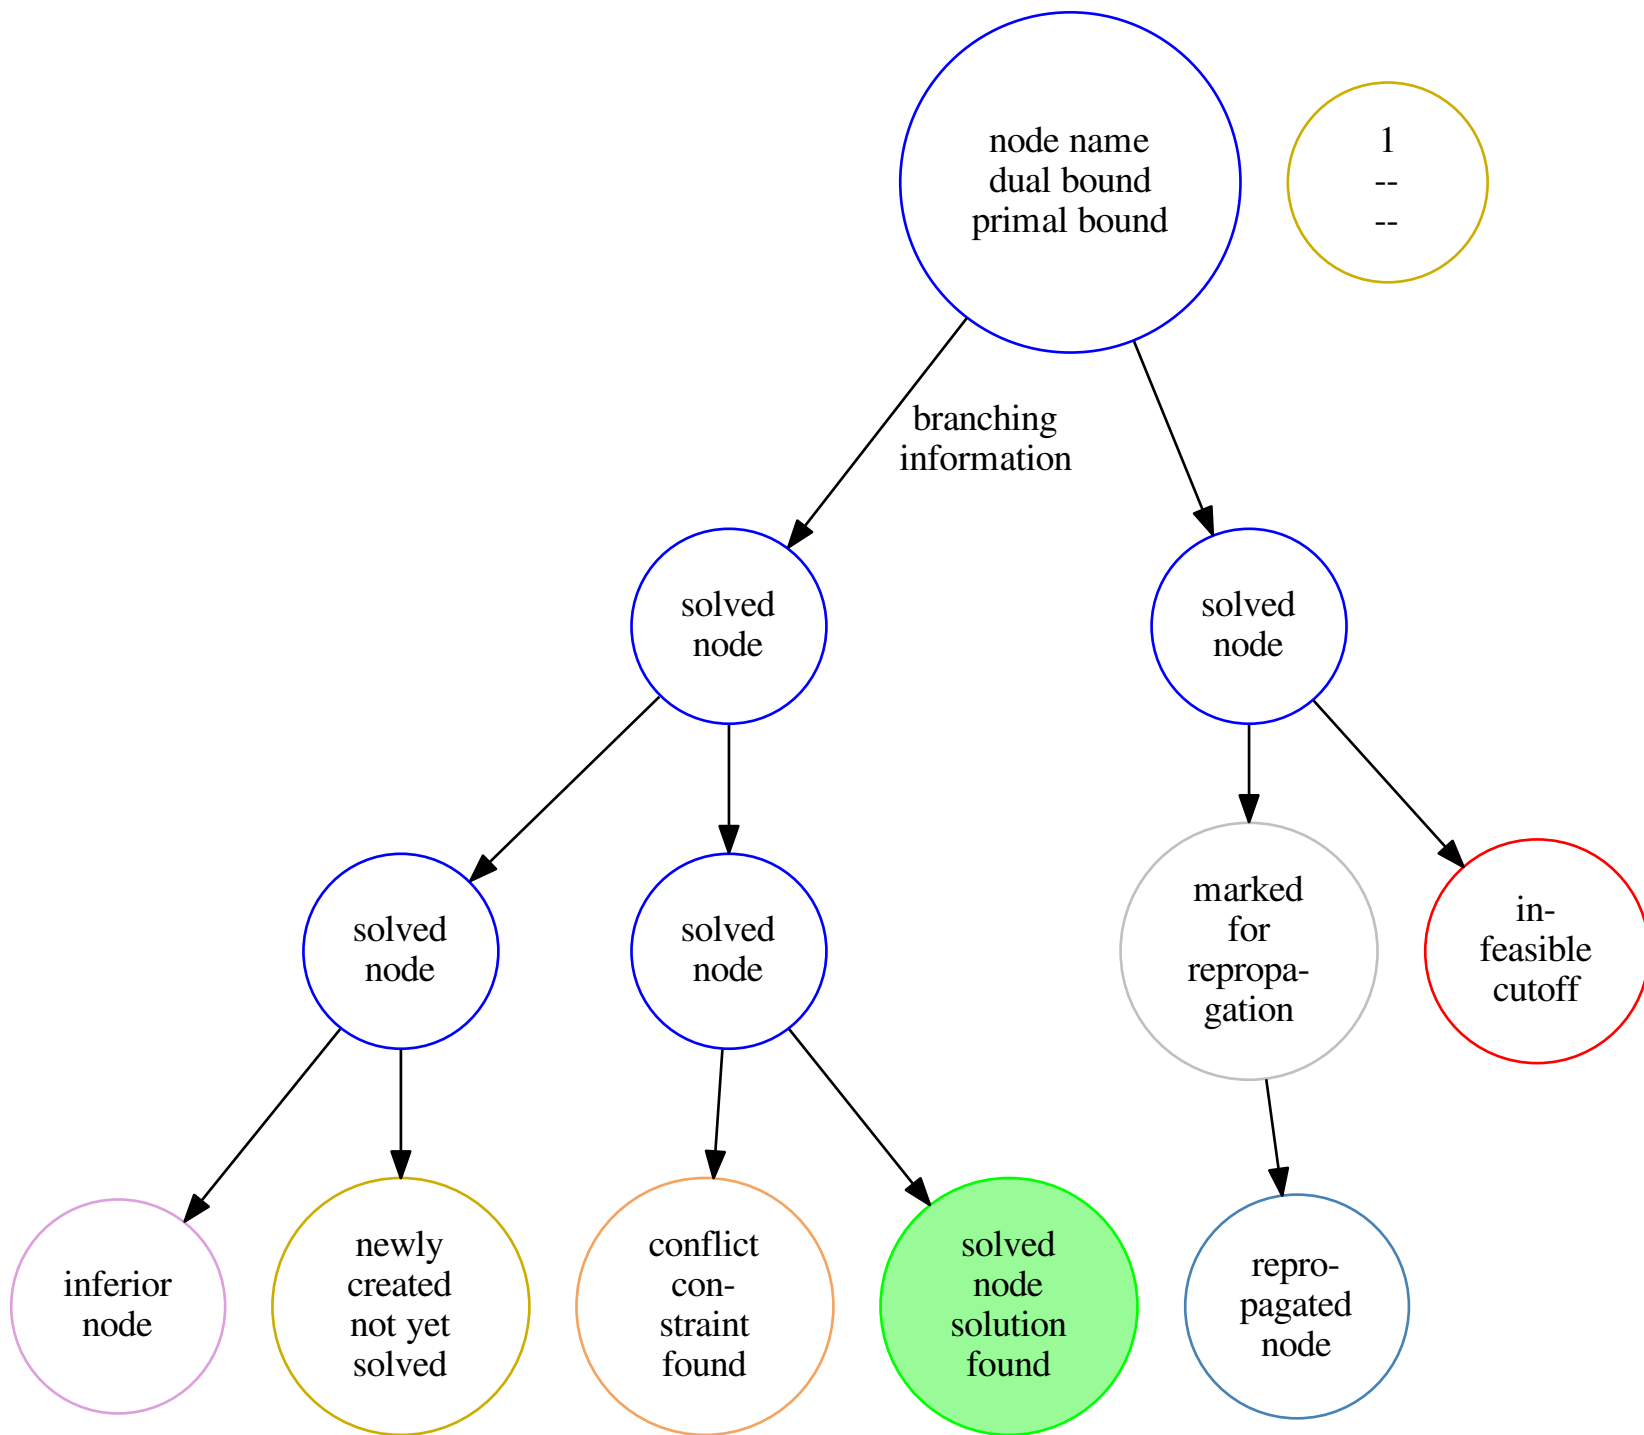 node name
dual bound
primal bound
1
--
--
branching
information
solved
node
solved
node
solved
node
solved
node
marked
for
repropa-
gation
in-
feasible
cutoff
inferior
node
newly
created
not yet
solved
conflict
con-
straint
found
solved
node
solution
found
repro-
pagated
node